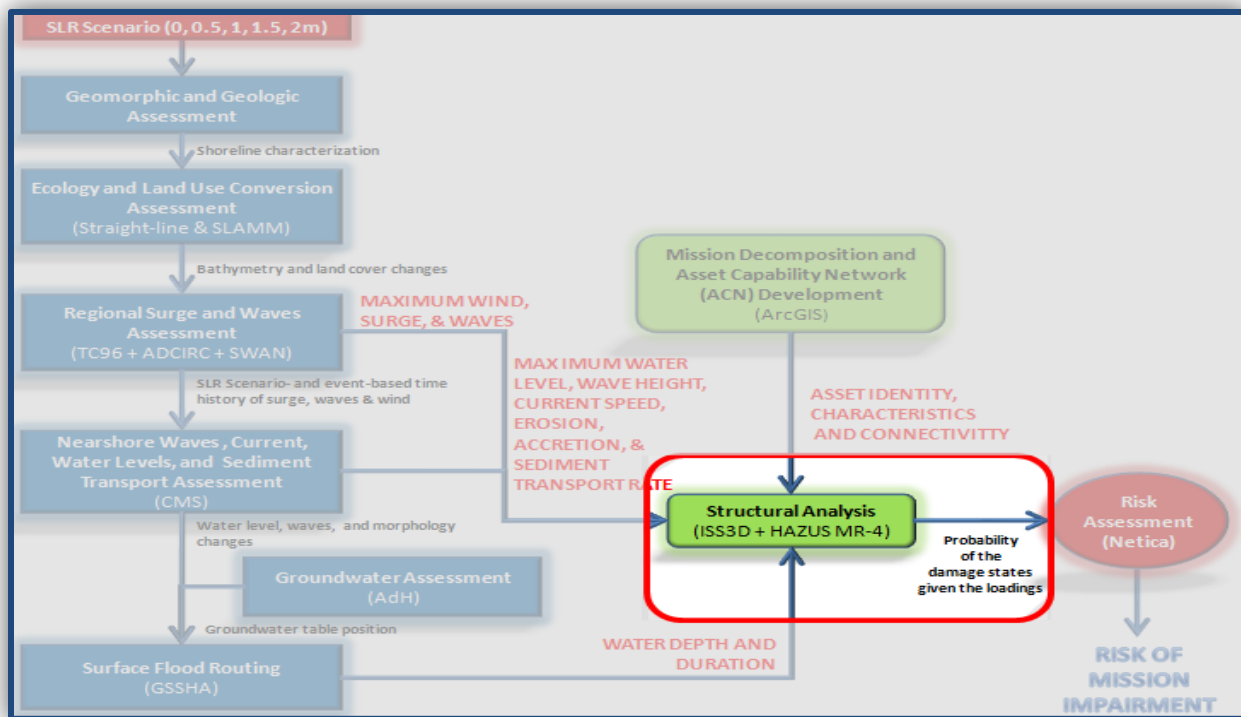 SLR Scenario (0, 0.5, 1, 1.5, 2m)
Geomorphic and Geologic
Assessment
Shoreline characterization
Ecology and Land Use Conversion
Assessment
(Straight-line & SLAMM)
Bathymetry and land cover changes
Regional Surge and Waves
Assessment
(TC96 + ADCIRC + SWAN)
SLR Scenario- and event-based time
history of surge, waves & wind
Nearshore Waves , Current,
Water Levels, and Sediment
Transport Assessment
(CMS)
Water level, waves, and morphology
changes
Groundwater Assessment
(AdH)
Groundwater table position
Surface Flood Routing
(GSSHA)
MAXIMUM WIND,
SURGE, & WAVES
MAXIMUM WATER
LEVEL, WAVE HEIGHT,
CURRENT SPEED,
EROSION,
ACCRETION, &
SEDIMENT
TRANSPORT RATE
Mission Decomposition and
Asset Capability Network
(ACN) Development
(ArcGIS)
ASSET IDENTITY,
CHARACTERISTICS
AND CONNECTIVITTY
Structural Analysis
(ISS3D + HAZUS MR-4)
Probability
of the
damage states
given the loadings
WATER DEPTH AND
DURATION
Risk
Assessment
(Netica)
RISK OF
MISSION
IMPAIRMENT